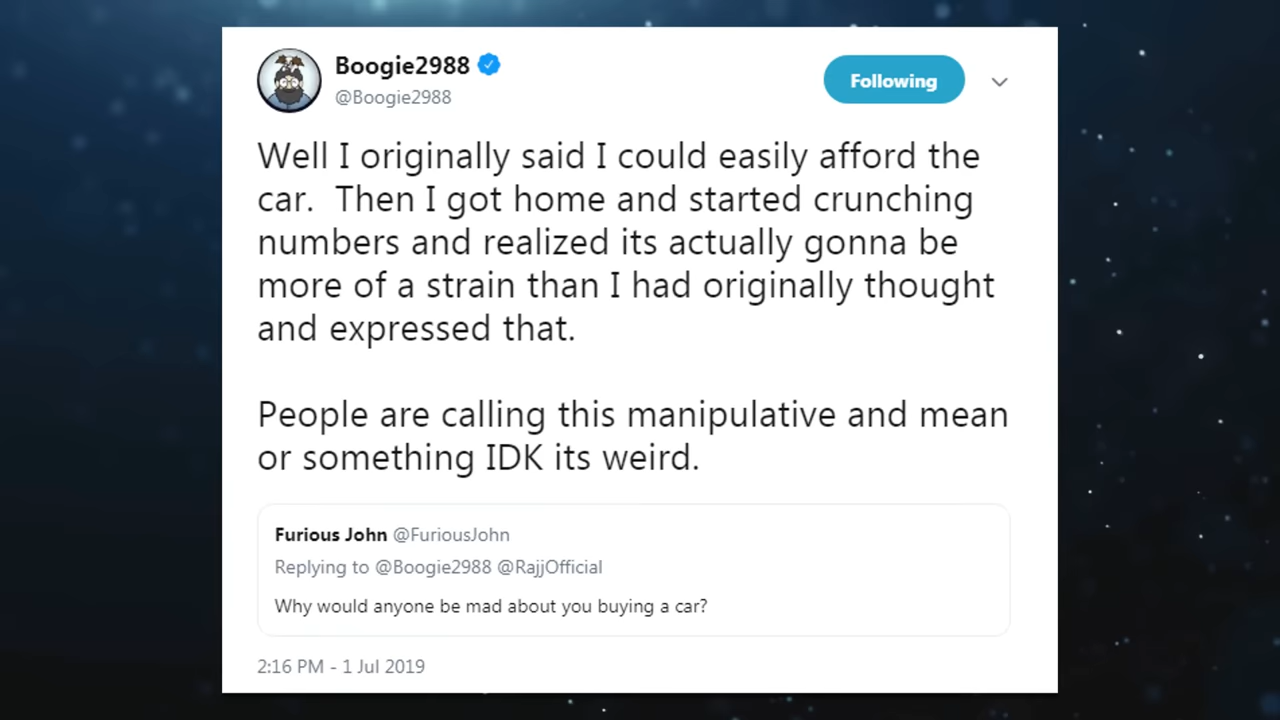 Boogie2988
@Boogie2988
Following
Well I originally said I could easily afford the
car.  Then I got home and started crunching
numbers and realized its actually gonna be
more of a strain than I had originally thought
and expressed that.
People are calling this manipulative and mean
or something IDK its weird.
Furious John @FuriousJohn
Replying to @Boogie2988 @RajjOfficial
Why would anyone be mad about you buying a car?
2:16 PM - 1 Jul 2019